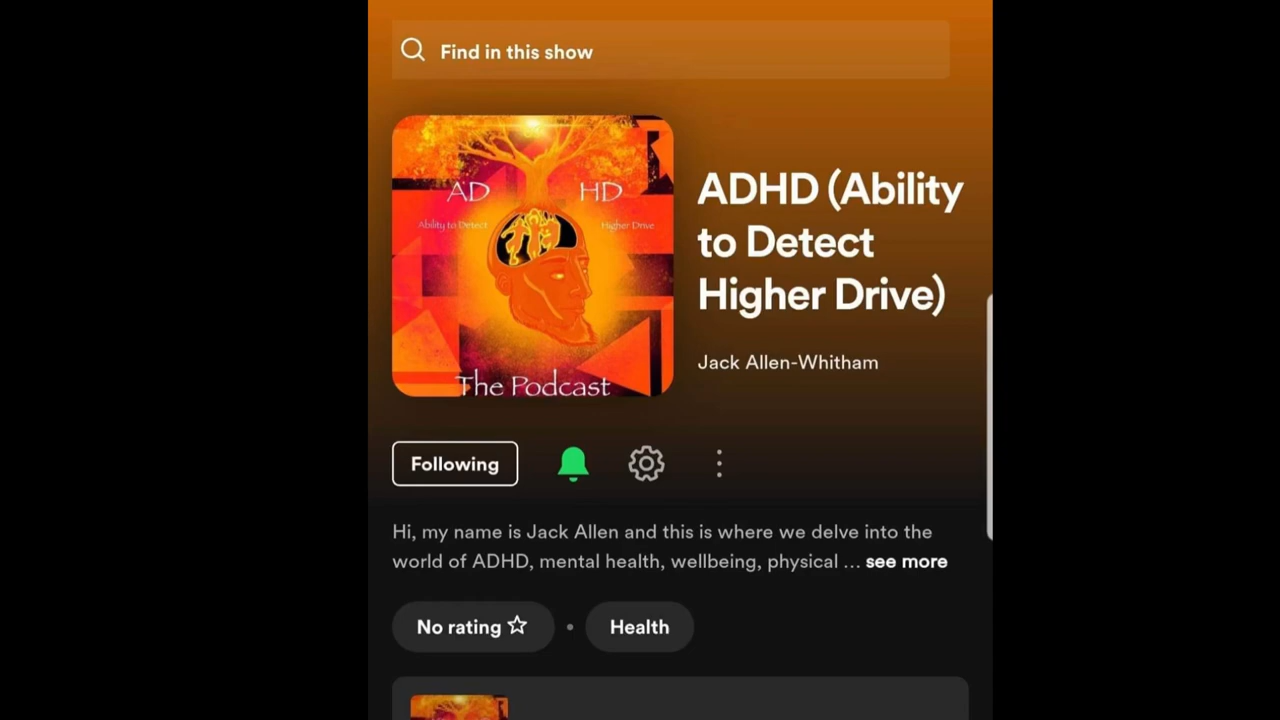 Find in this show
AD HD
Ability to Detect Higher Drive
The Podcast
ADHD (Ability
to Detect
Higher Drive)
Jack Allen-Whitham
Following
Hi, my name is Jack Allen and this is where we delve into the
world of ADHD, mental health, wellbeing, physical ... see more
No rating
Health